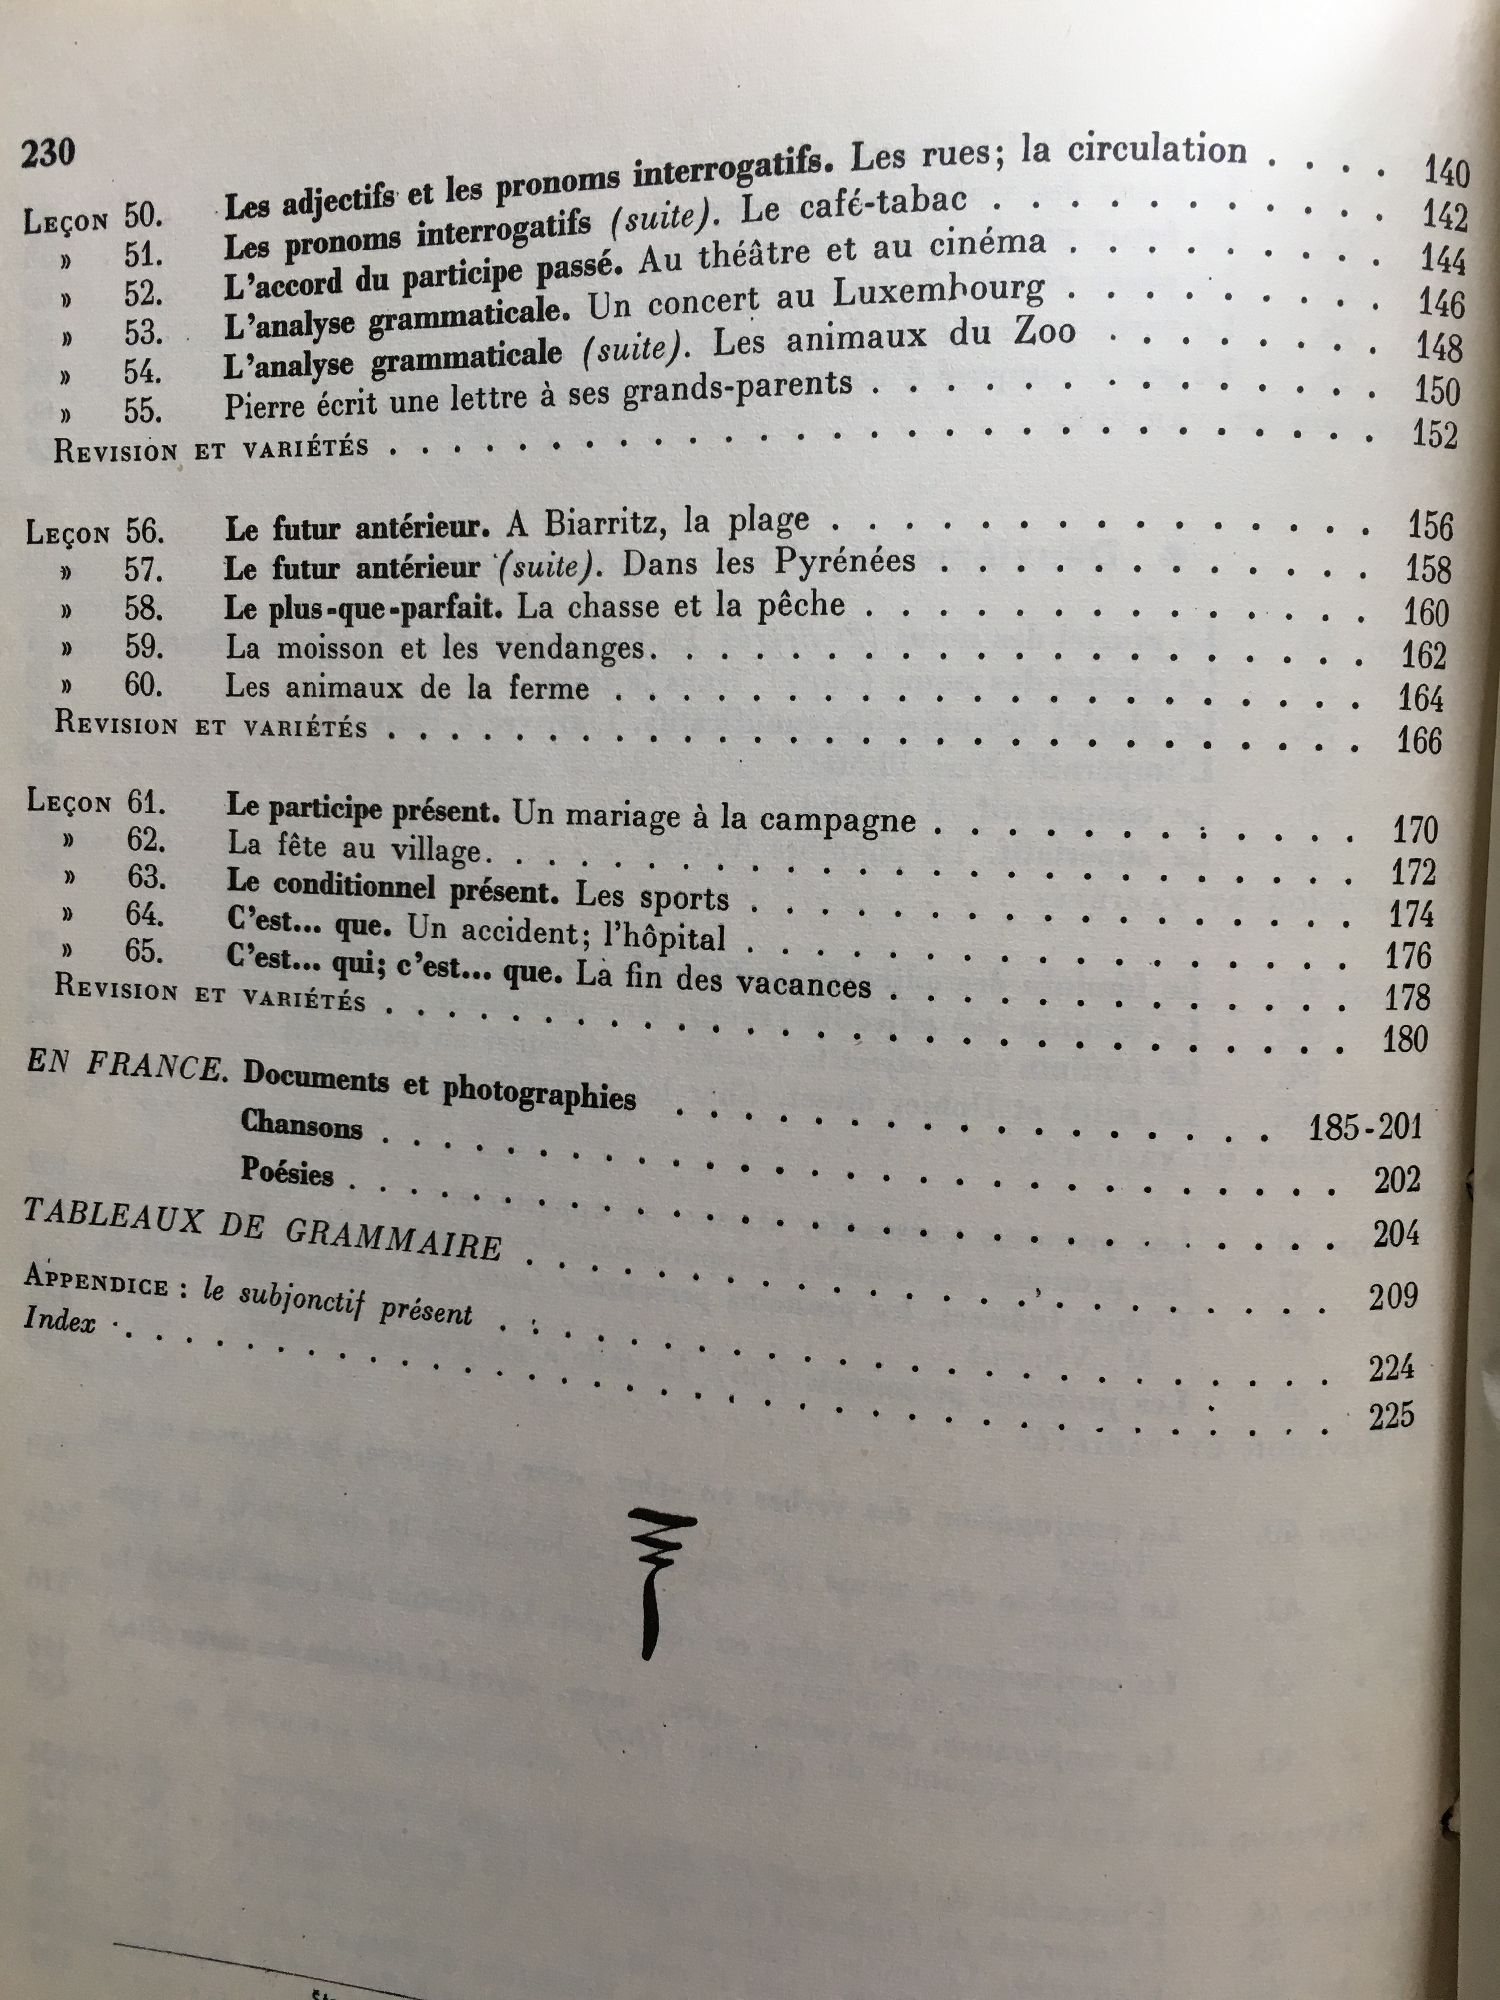 230
LEÇON 50. Les adjectifs et les pronoms interrogatifs. Les rues; la circulation . . . . 140
» 51. Les pronoms interrogatifs (suite). Le café-tabac . . . . . . . . . . . . 142
» 52. L'accord du participe passé. Au théâtre et au cinéma . . . . . . . . . . 144
» 53. L'analyse grammaticale. Un concert au Luxembourg . . . . . . . . . . 146
» 54. L'analyse grammaticale (suite). Les animaux du Zoo . . . . . . . . . 148
» 55. Pierre écrit une lettre à ses grands-parents . . . . . . . . . . . . . . . 150
REVISION ET VARIÉTÉS . . . . . . . . . . . . . . . . . . . . . . . . . . . . . . 152
LEÇON 56. Le futur antérieur. A Biarritz, la plage . . . . . . . . . . . . . . . . 156
» 57. Le futur antérieur (suite). Dans les Pyrénées . . . . . . . . . . . . . 158
» 58. Le plus-que-parfait. La chasse et la pêche . . . . . . . . . . . . . . . 160
» 59. La moisson et les vendanges. . . . . . . . . . . . . . . . . . . . . . 162
» 60. Les animaux de la ferme . . . . . . . . . . . . . . . . . . . . . . . 164
REVISION ET VARIÉTÉS . . . . . . . . . . . . . . . . . . . . . . . . . . . . . . 166
LEÇON 61. Le participe présent. Un mariage à la campagne . . . . . . . . . . . . . 170
» 62. La fête au village. . . . . . . . . . . . . . . . . . . . . . . . . . . 172
» 63. Le conditionnel présent. Les sports . . . . . . . . . . . . . . . . . . 174
» 64. C'est... que. Un accident; l'hôpital . . . . . . . . . . . . . . . . . . 176
» 65. C'est... qui; c'est... que. La fin des vacances . . . . . . . . . . . . . 178
REVISION ET VARIÉTÉS . . . . . . . . . . . . . . . . . . . . . . . . . . . . . . 180
EN FRANCE. Documents et photographies . . . . . . . . . . . . . . . . . . 185-201
Chansons . . . . . . . . . . . . . . . . . . . . . . . . . . . . . . 202
Poésies . . . . . . . . . . . . . . . . . . . . . . . . . . . . . . . 204
TABLEAUX DE GRAMMAIRE . . . . . . . . . . . . . . . . . . . . . . . . . 209
APPENDICE : le subjonctif présent . . . . . . . . . . . . . . . . . . . . . . . . . 224
Index . . . . . . . . . . . . . . . . . . . . . . . . . . . . . . . . . . . . . . . 225